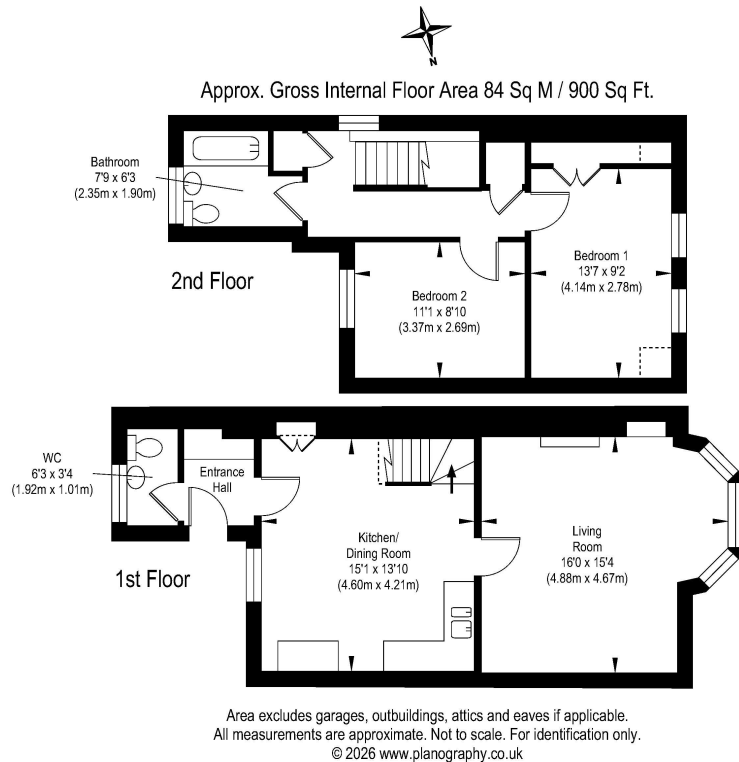 N
Approx. Gross Internal Floor Area 84 Sq M / 900 Sq Ft.
Bathroom
7'9 x 6'3
(2.35m x 1.90m)
2nd Floor
Bedroom 2
11'1 x 8'10
(3.37m x 2.69m)
Bedroom 1
13'7 x 9'2
(4.14m x 2.78m)
WC
6'3 x 3'4
(1.92m x 1.01m)
Entrance
Hall
1st Floor
Kitchen/
Dining Room
15'1 x 13'10
(4.60m x 4.21m)
Living
Room
16'0 x 15'4
(4.88m x 4.67m)
Area excludes garages, outbuildings, attics and eaves if applicable.
All measurements are approximate. Not to scale. For identification only.
© 2026 www.planography.co.uk